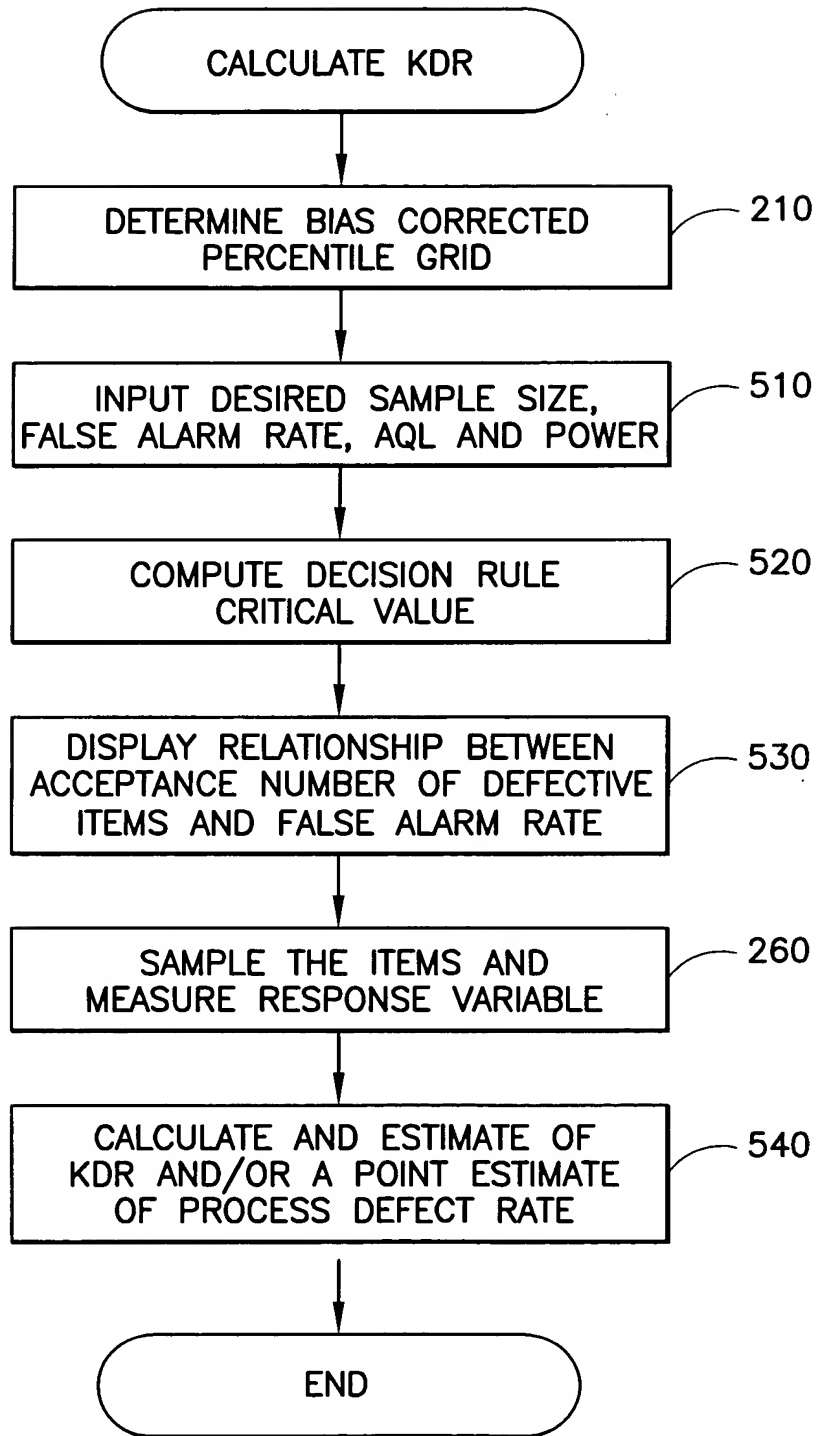 CALCULATE KDR
DETERMINE BIAS CORRECTED
PERCENTILE GRID
210
INPUT DESIRED SAMPLE SIZE,
FALSE ALARM RATE, AQL AND POWER
510
COMPUTE DECISION RULE
CRITICAL VALUE
520
DISPLAY RELATIONSHIP BETWEEN
ACCEPTANCE NUMBER OF DEFECTIVE
ITEMS AND FALSE ALARM RATE
530
SAMPLE THE ITEMS AND
MEASURE RESPONSE VARIABLE
260
CALCULATE AND ESTIMATE OF
KDR AND/OR A POINT ESTIMATE
OF PROCESS DEFECT RATE
540
END